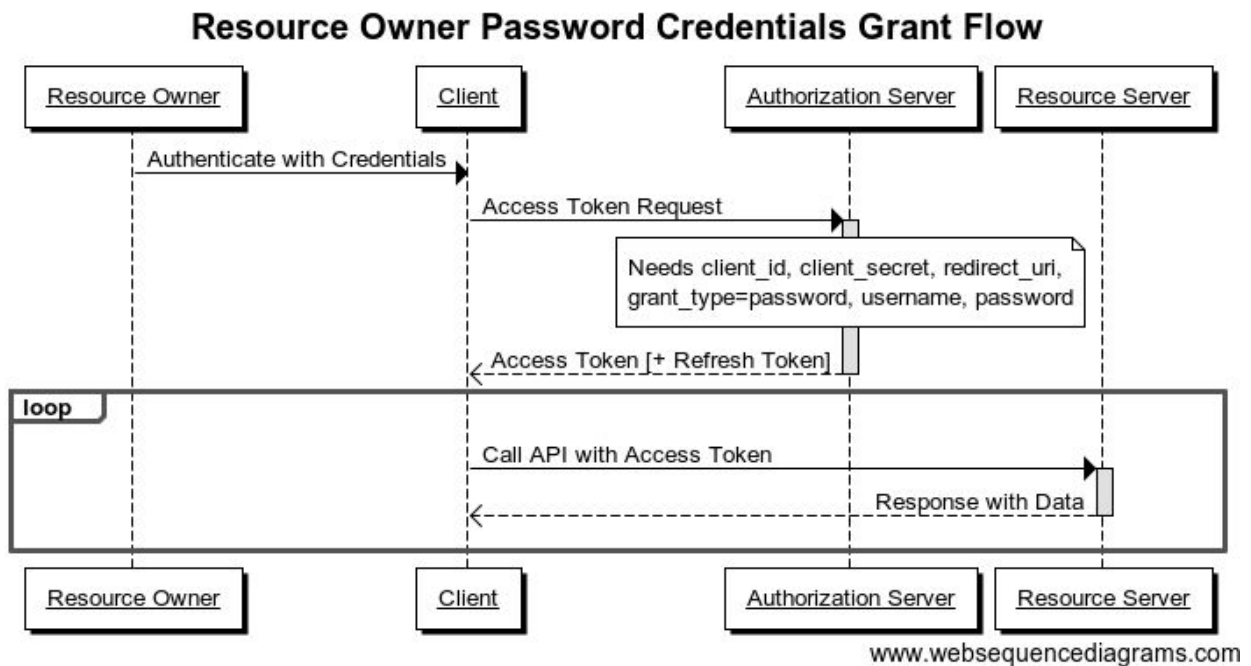 Resource Owner Password Credentials Grant Flow
Resource Owner
Client
Authorization Server
Resource Server
Authenticate with Credentials
Access Token Request
Needs client_id, client_secret, redirect_uri,
grant_type=password, username, password
Access Token [+ Refresh Token]
loop
Call API with Access Token
Response with Data
Resource Owner
Client
Authorization Server
Resource Server
www.websequencediagrams.com